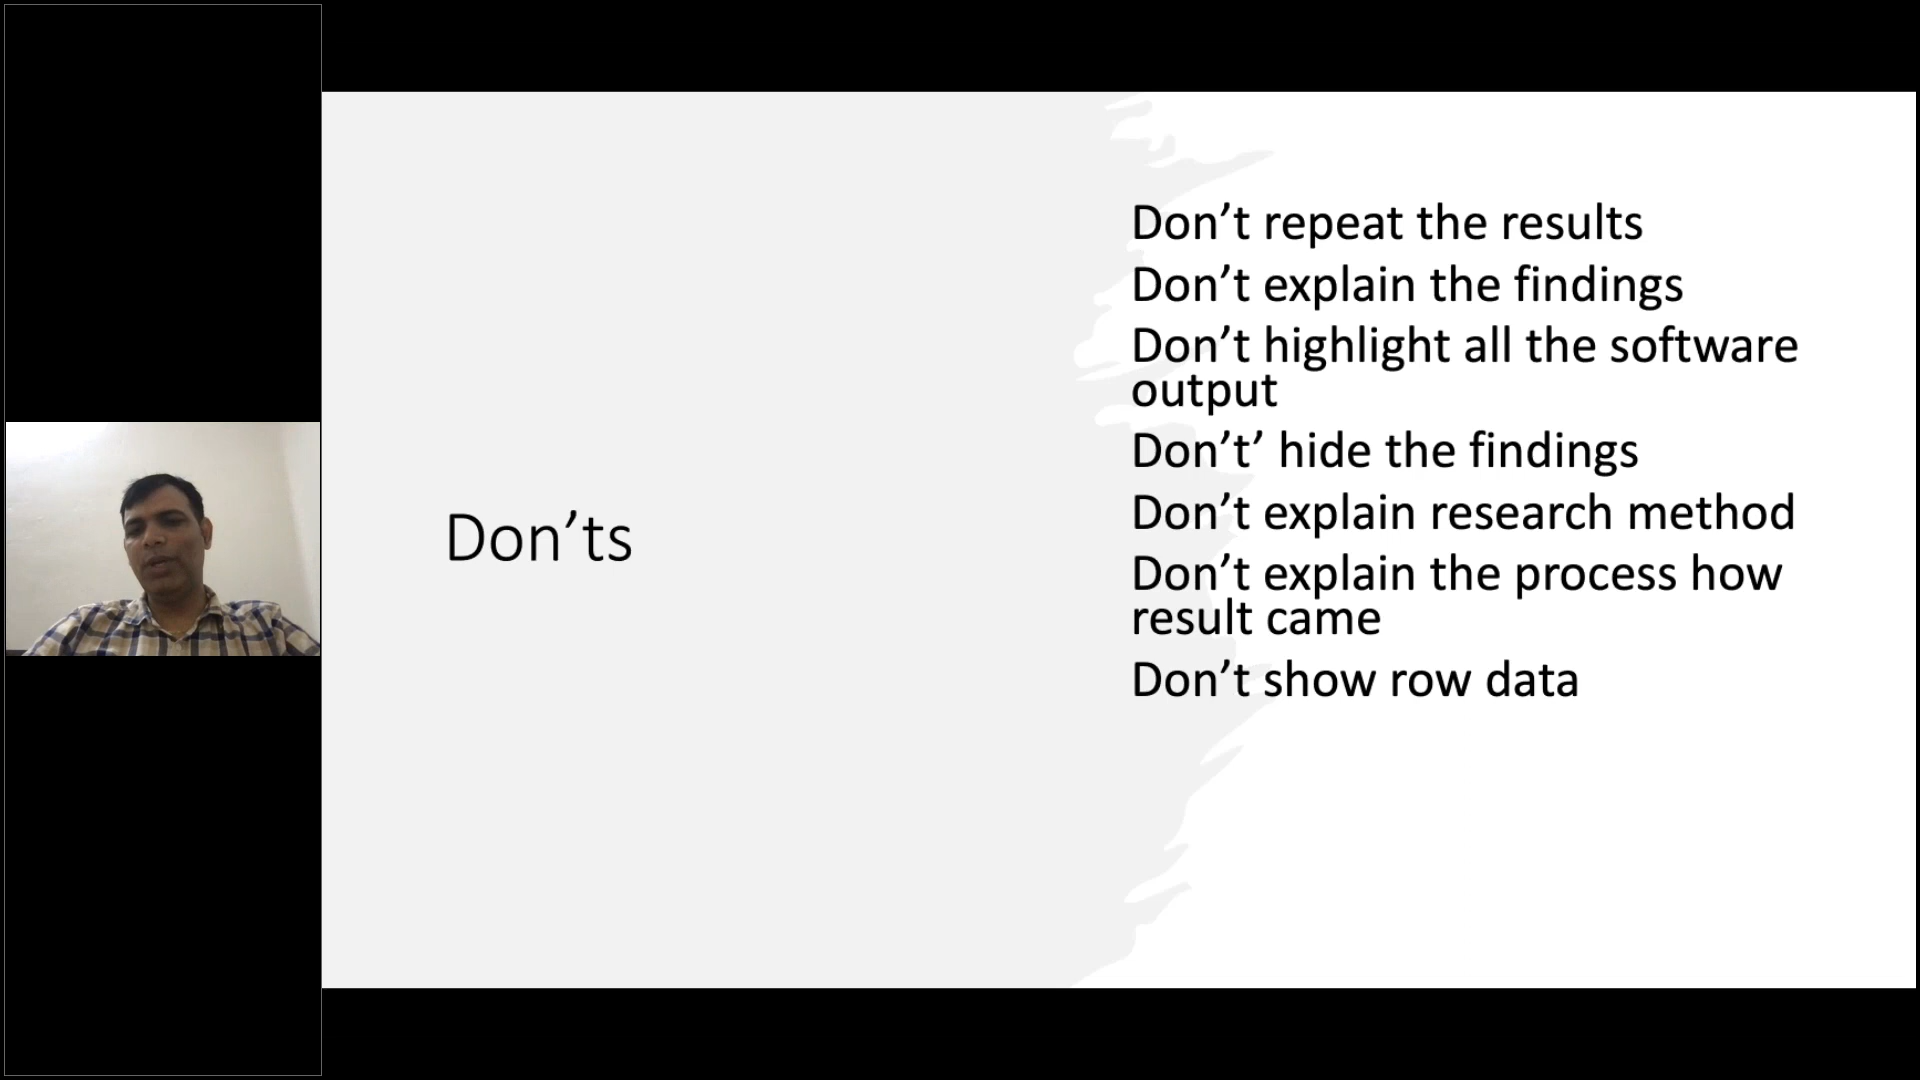 Don'ts
Don’t repeat the results
Don’t explain the findings
Don’t highlight all the software
output
Don’t’ hide the findings
Don’t explain research method
Don’t explain the process how
result came
Don’t show row data